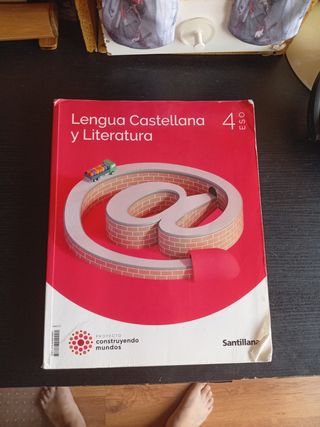 Lengua Castellana
y Literatura
4
ESO
PROYECTO
construyendo
mundos
Santillana